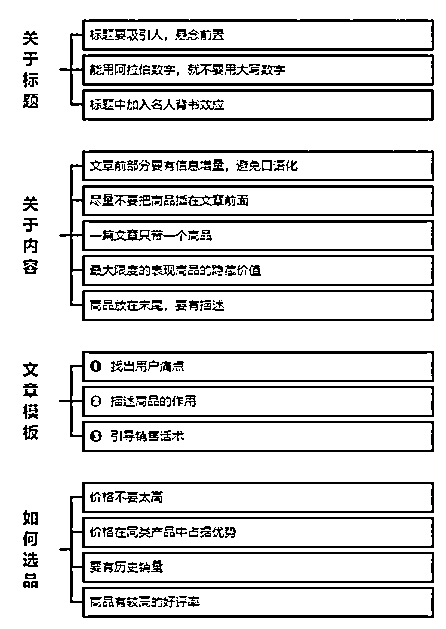 关于标题
标题要吸引人，悬念前置
能用阿拉伯数字，就不要用大写数字
标题中加入名人背书效应
关于内容
文章前部分要有信息增量，避免口语化
尽量不要把商品插在文章前面
一篇文章只带一个商品
最大限度的表现商品的隐藏价值
商品放在末尾，要有描述
文章模板
❶ 找出用户痛点
❷ 描述商品的作用
❸ 引导销售话术
如何选品
价格不要太高
价格在同类产品中占据优势
要有历史销量
商品有较高的好评率